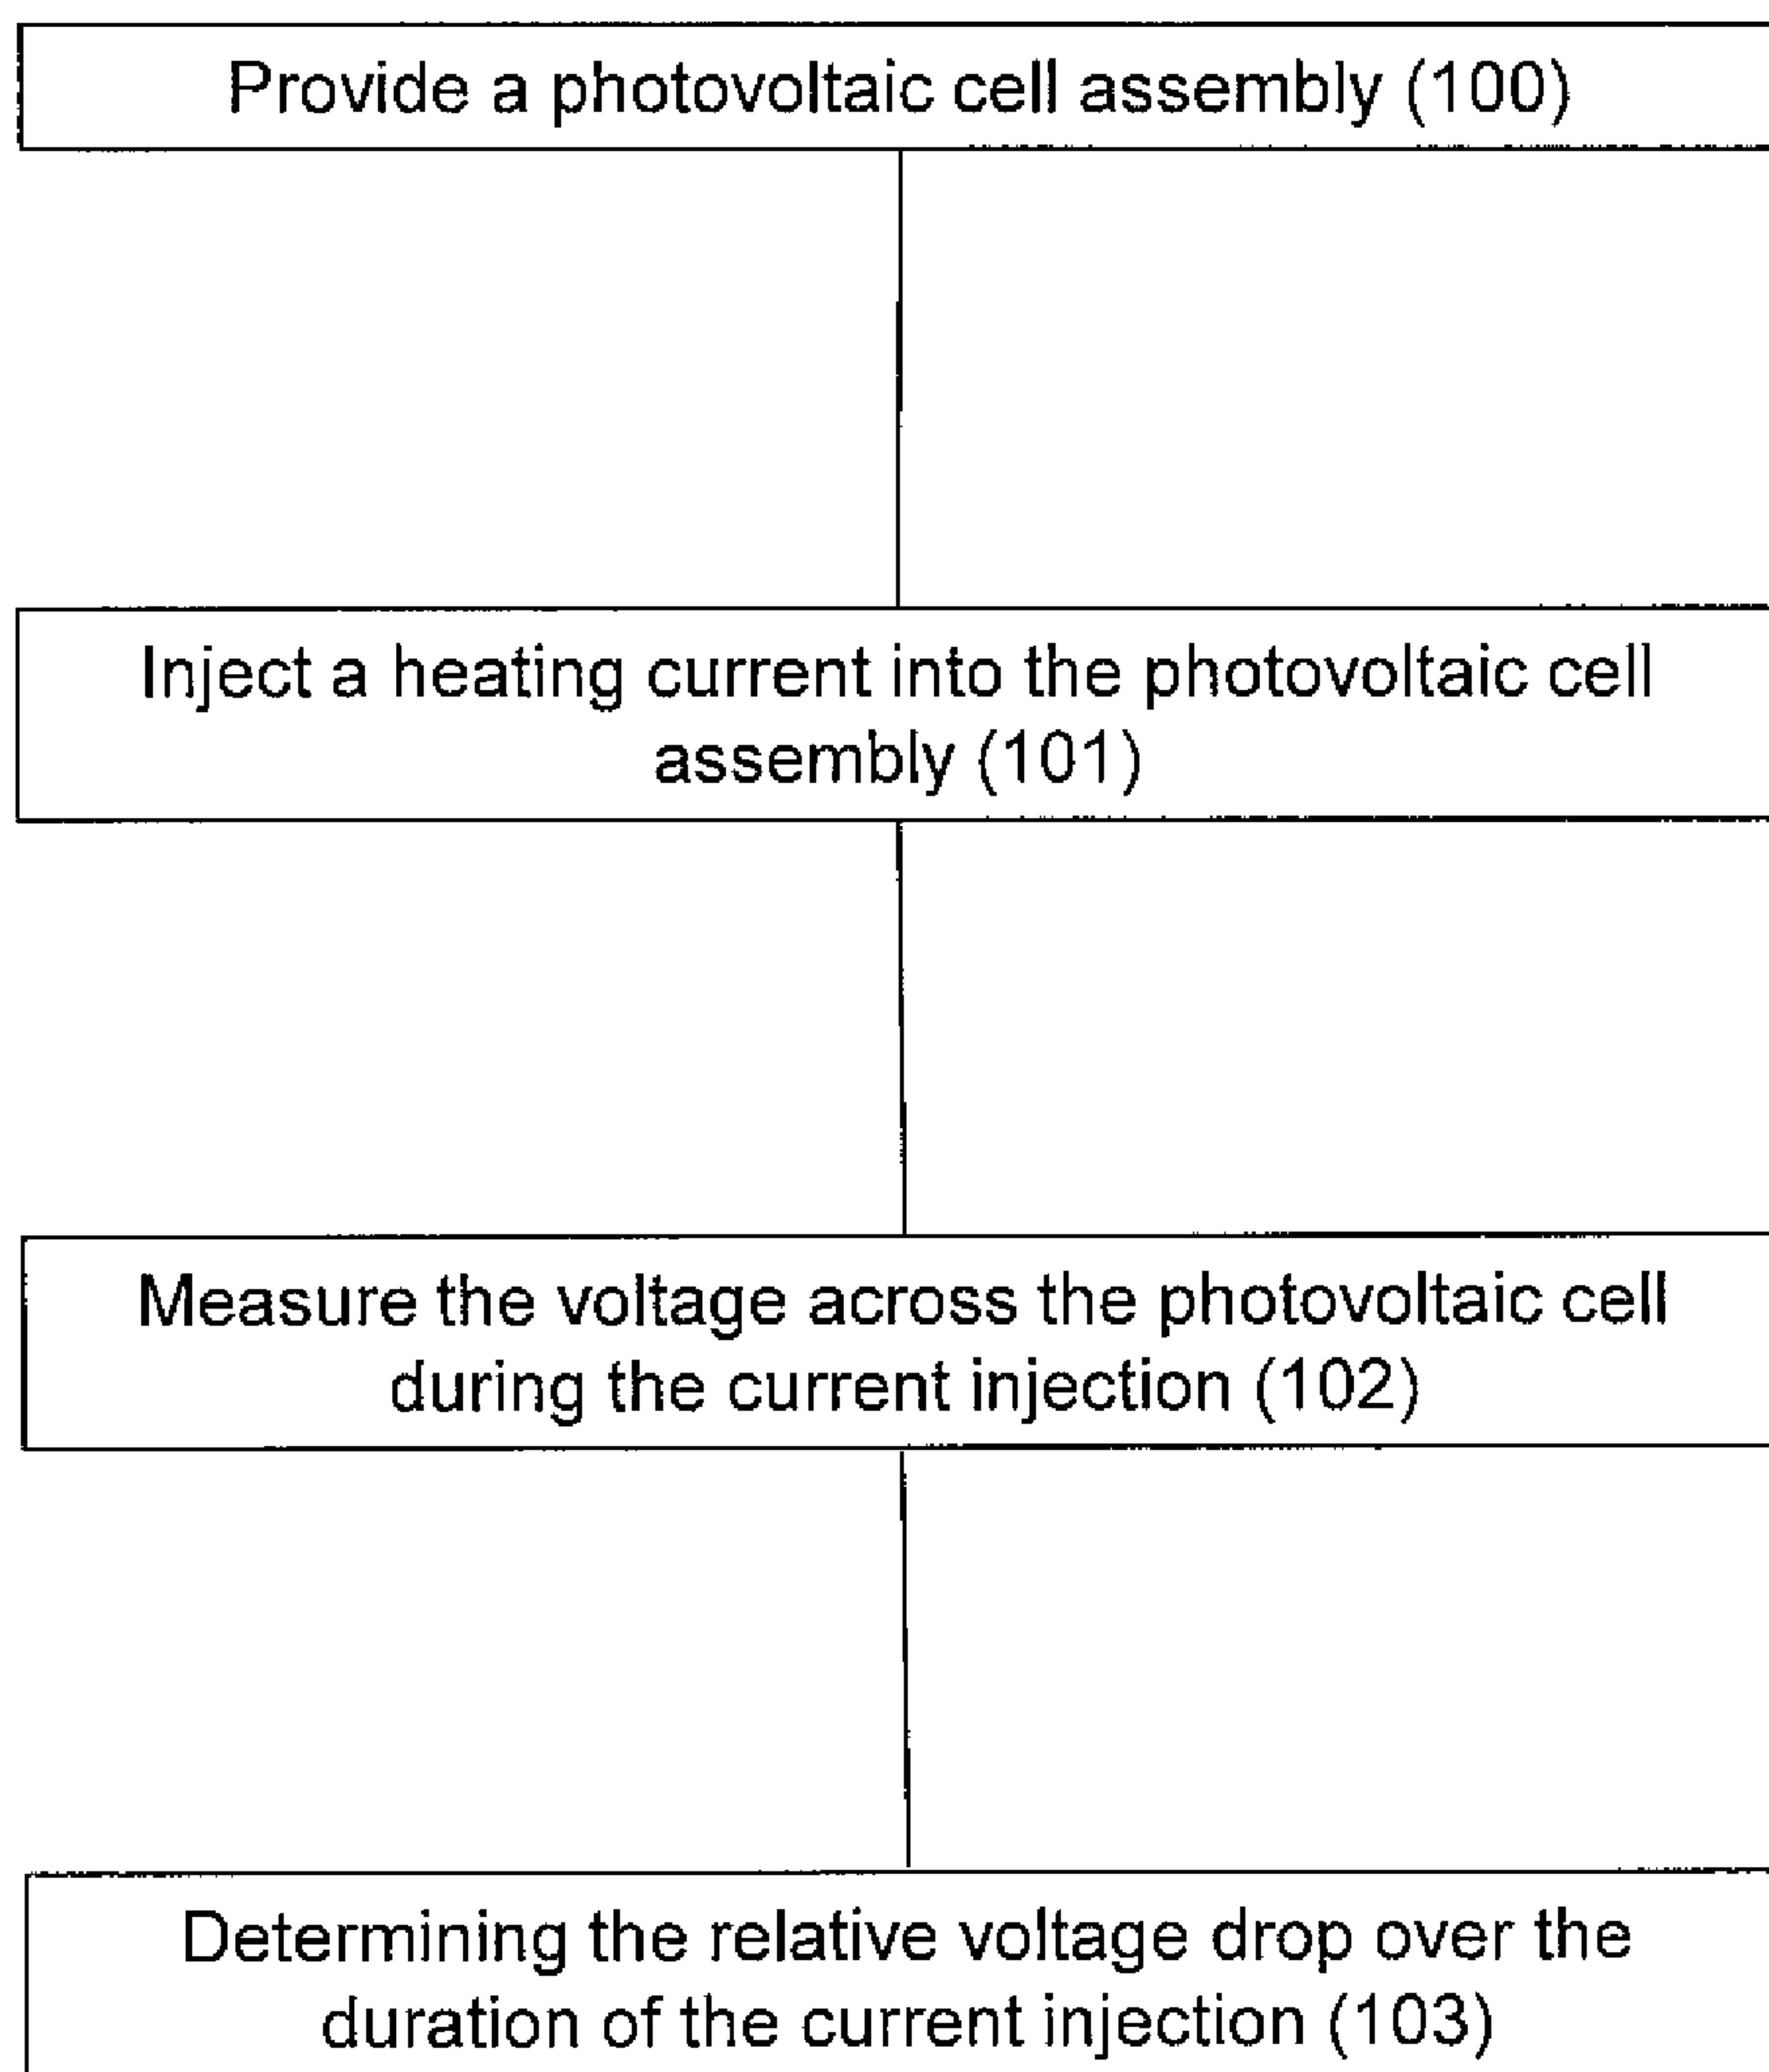 Provide a photovoltaic cell assembly (100)
Inject a heating current into the photovoltaic cell
assembly (101)
Measure the voltage across the photovoltaic cell
during the current injection (102)
Determining the relative voltage drop over the
duration of the current injection (103)